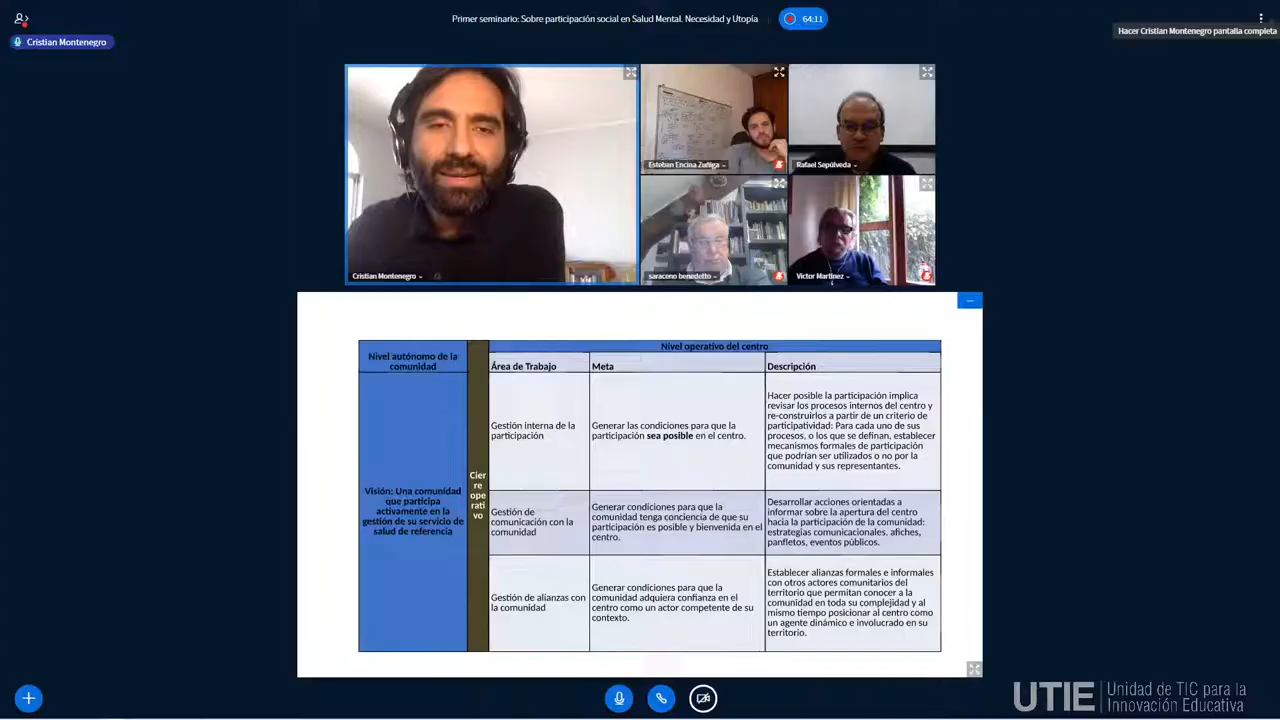 Primer seminario: Sobre participación social en Salud Mental. Necesidad y Utopía
64:11
Cristian Montenegro
Hacer Cristian Montenegro pantalla completa
Esteban Encina Zuñiga
Rafael Sepúlveda
Cristian Montenegro
saraceno benedetto
Victor Martinez
Nivel autónomo de la
comunidad
Nivel operativo del centro
Área de Trabajo
Meta
Descripción
Visión: Una comunidad
que participa
activamente en la
gestión de su servicio de
salud de referencia
Cier
re
ope
rati
vo
Gestión interna de la
participación
Generar las condiciones para que la
participación sea posible en el centro.
Hacer posible la participación implica
revisar los procesos internos del centro y
re-construirlos a partir de un criterio de
participatividad: Para cada uno de sus
procesos, o los que se definan, establecer
mecanismos formales de participación
que podrían ser utilizados o no por la
comunidad y sus representantes.
Gestión de
comunicación con la
comunidad
Generar condiciones para que la
comunidad tenga conciencia de que su
participación es posible y bienvenida en el
centro.
Desarrollar acciones orientadas a
informar sobre la apertura del centro
hacia la participación de la comunidad:
estrategias comunicacionales, afiches,
panfletos, eventos públicos.
Gestión de alianzas con
la comunidad
Generar condiciones para que la
comunidad adquiera confianza en el
centro como un actor competente de su
contexto.
Establecer alianzas formales e informales
con otros actores comunitarios del
territorio que permitan conocer a la
comunidad en toda su complejidad y al
mismo tiempo posicionar al centro como
un agente dinámico e involucrado en su
territorio.
UTIE
Unidad de TIC para la
Innovación Educativa